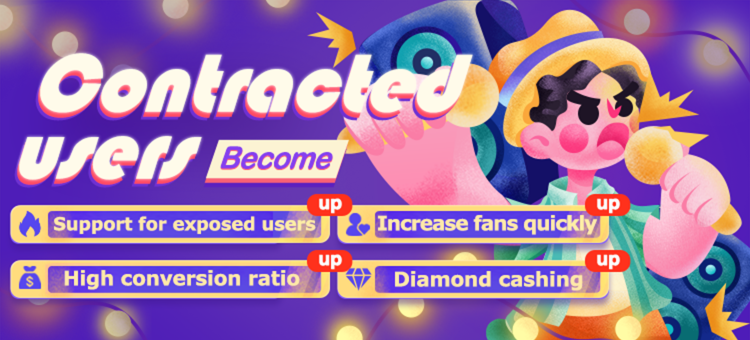 Contracted
users Become
up up
Support for exposed users Increase fans quickly
up up
High conversion ratio Diamond cashing
$